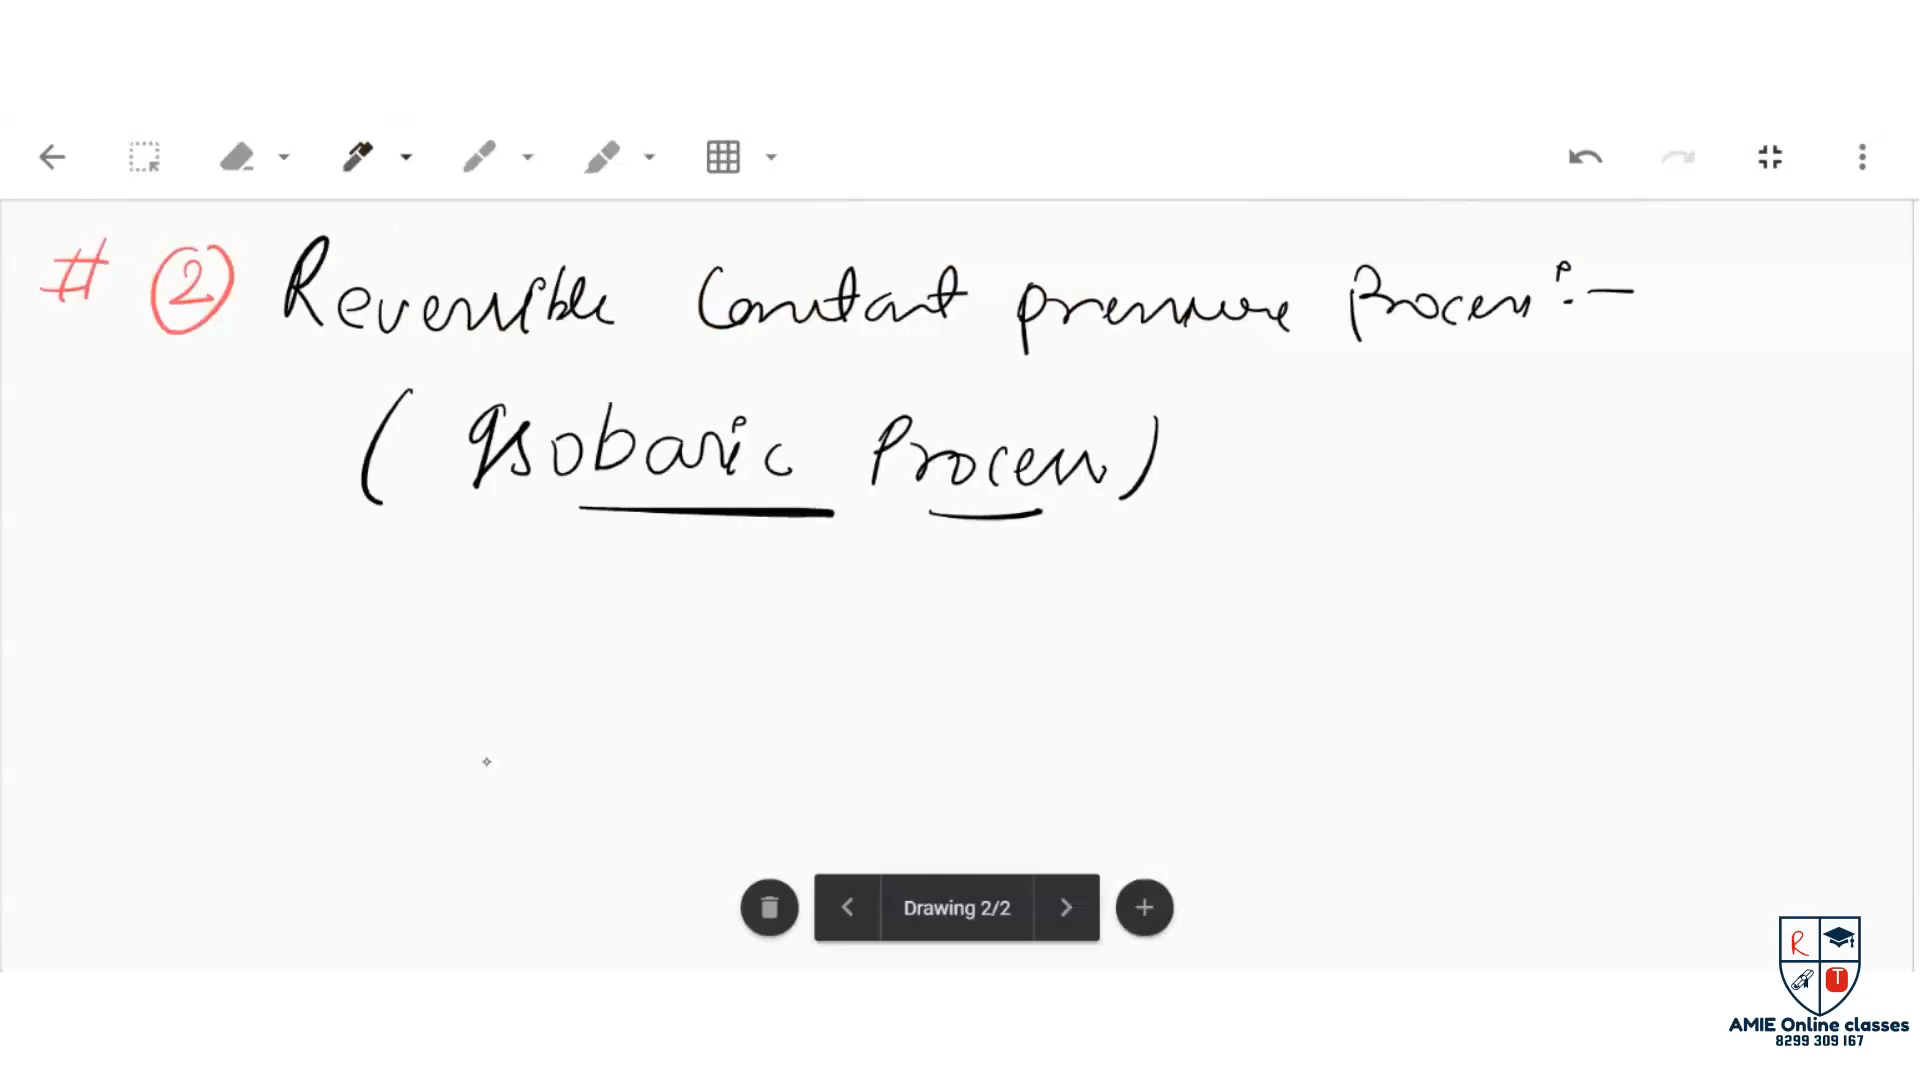 # ② Reversible Constant pressure Process:-
(Isobaric Process)
Drawing 2/2
R
T
AMIE Online classes
8299 309 167